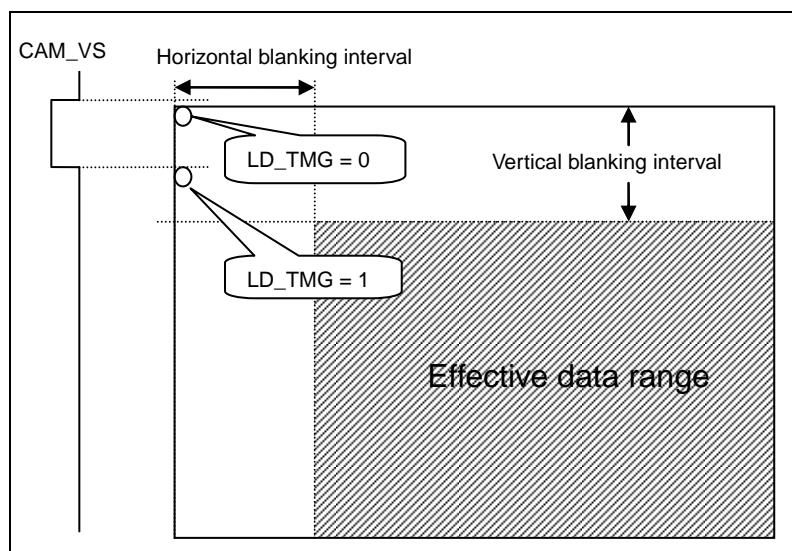 CAM_VS
Horizontal blanking interval
LD_TMG = 0
Vertical blanking interval
LD_TMG = 1
Effective data range